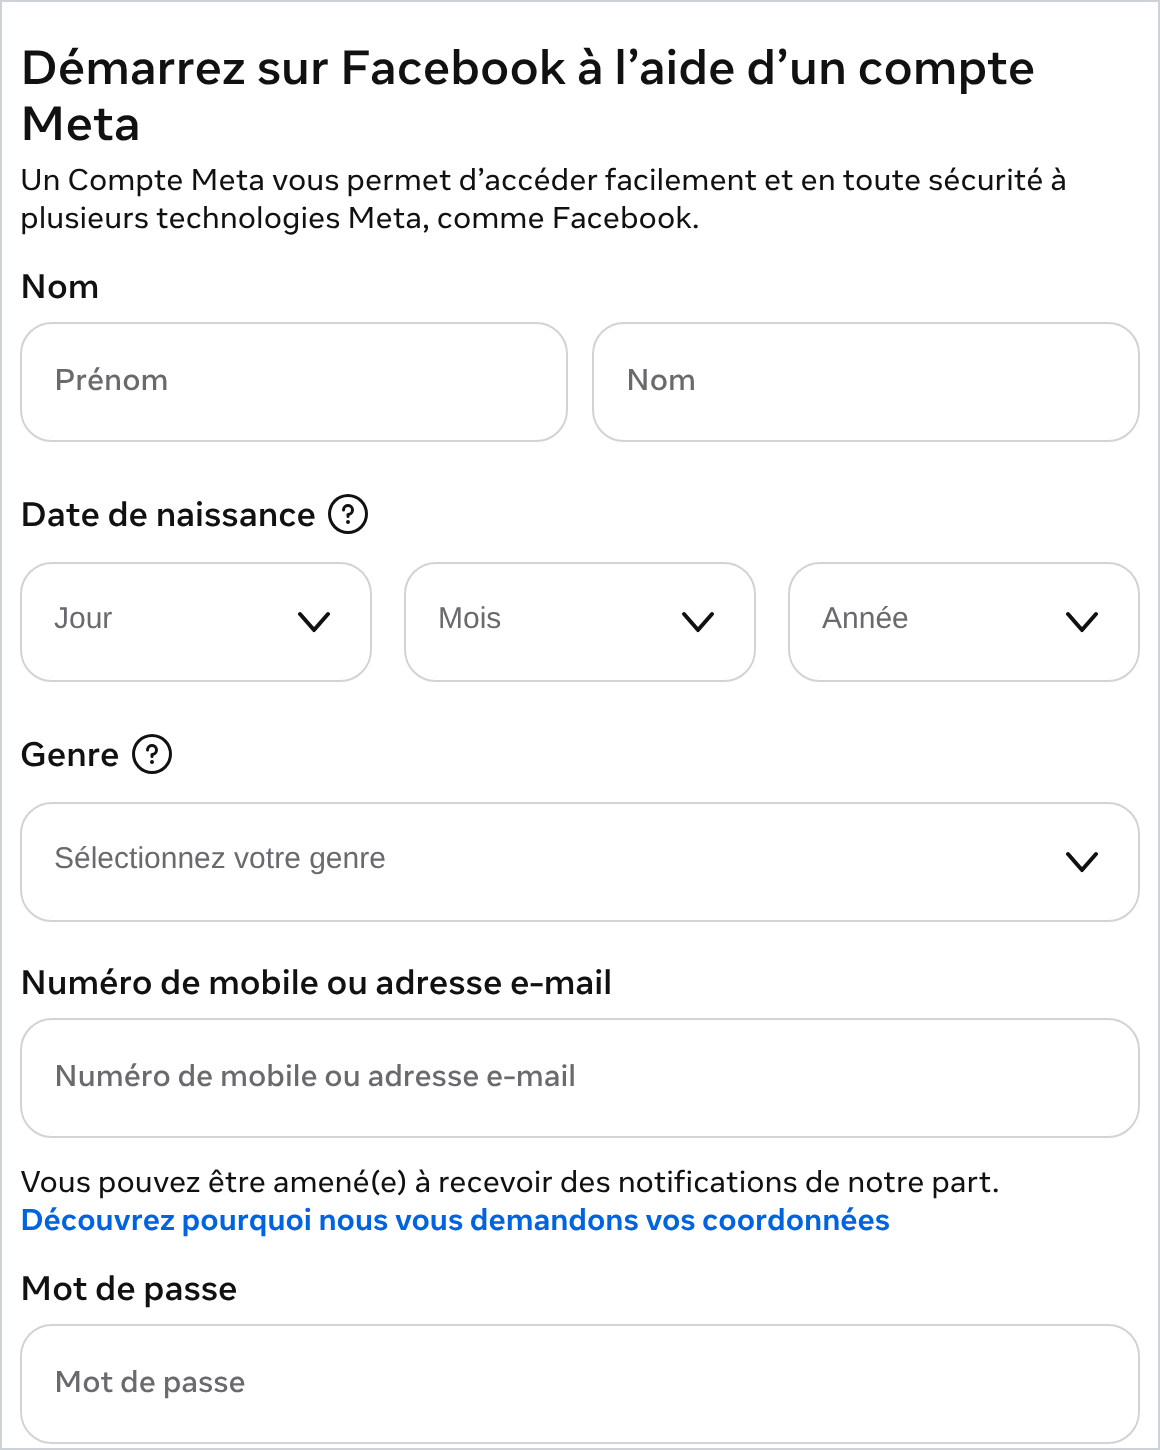 Démarrez sur Facebook à l’aide d’un compte
Meta
Un Compte Meta vous permet d’accéder facilement et en toute sécurité à
plusieurs technologies Meta, comme Facebook.
Nom
Prénom Nom
Date de naissance ?
Jour Mois Année
Genre ?
Sélectionnez votre genre
Numéro de mobile ou adresse e-mail
Numéro de mobile ou adresse e-mail
Vous pouvez être amené(e) à recevoir des notifications de notre part.
Découvrez pourquoi nous vous demandons vos coordonnées
Mot de passe
Mot de passe